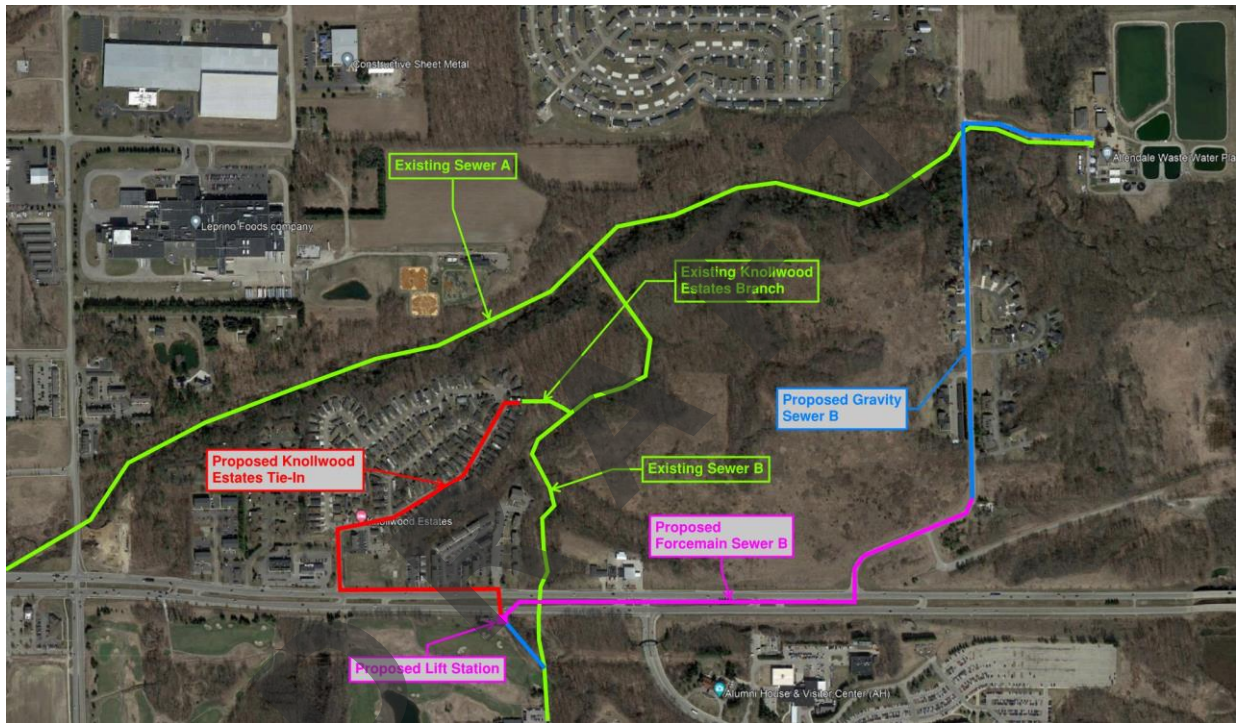 Constructive Sheet Metal
Existing Sewer A
Allendale Waste Water Pla
Leprino Foods company
Existing Knollwood
Estates Branch
Proposed Gravity
Sewer B
Proposed Knollwood
Estates Tie-In
Existing Sewer B
Knollwood Estates
Proposed
Forcemain Sewer B
Proposed Lift Station
Alumni House & Visitor Center (AH)